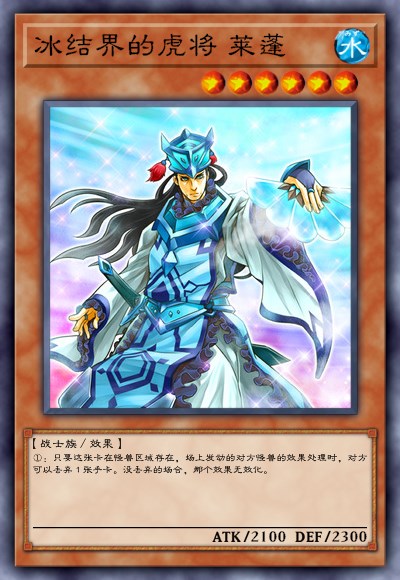 冰结界的虎将 莱蓬
水
【战士族/效果】
①：只要这张卡在怪兽区域存在，场上发动的对方怪兽的效果处理时，对方
可以丢弃1张手卡。没丢弃的场合，那个效果无效化。
ATK/2100 DEF/2300